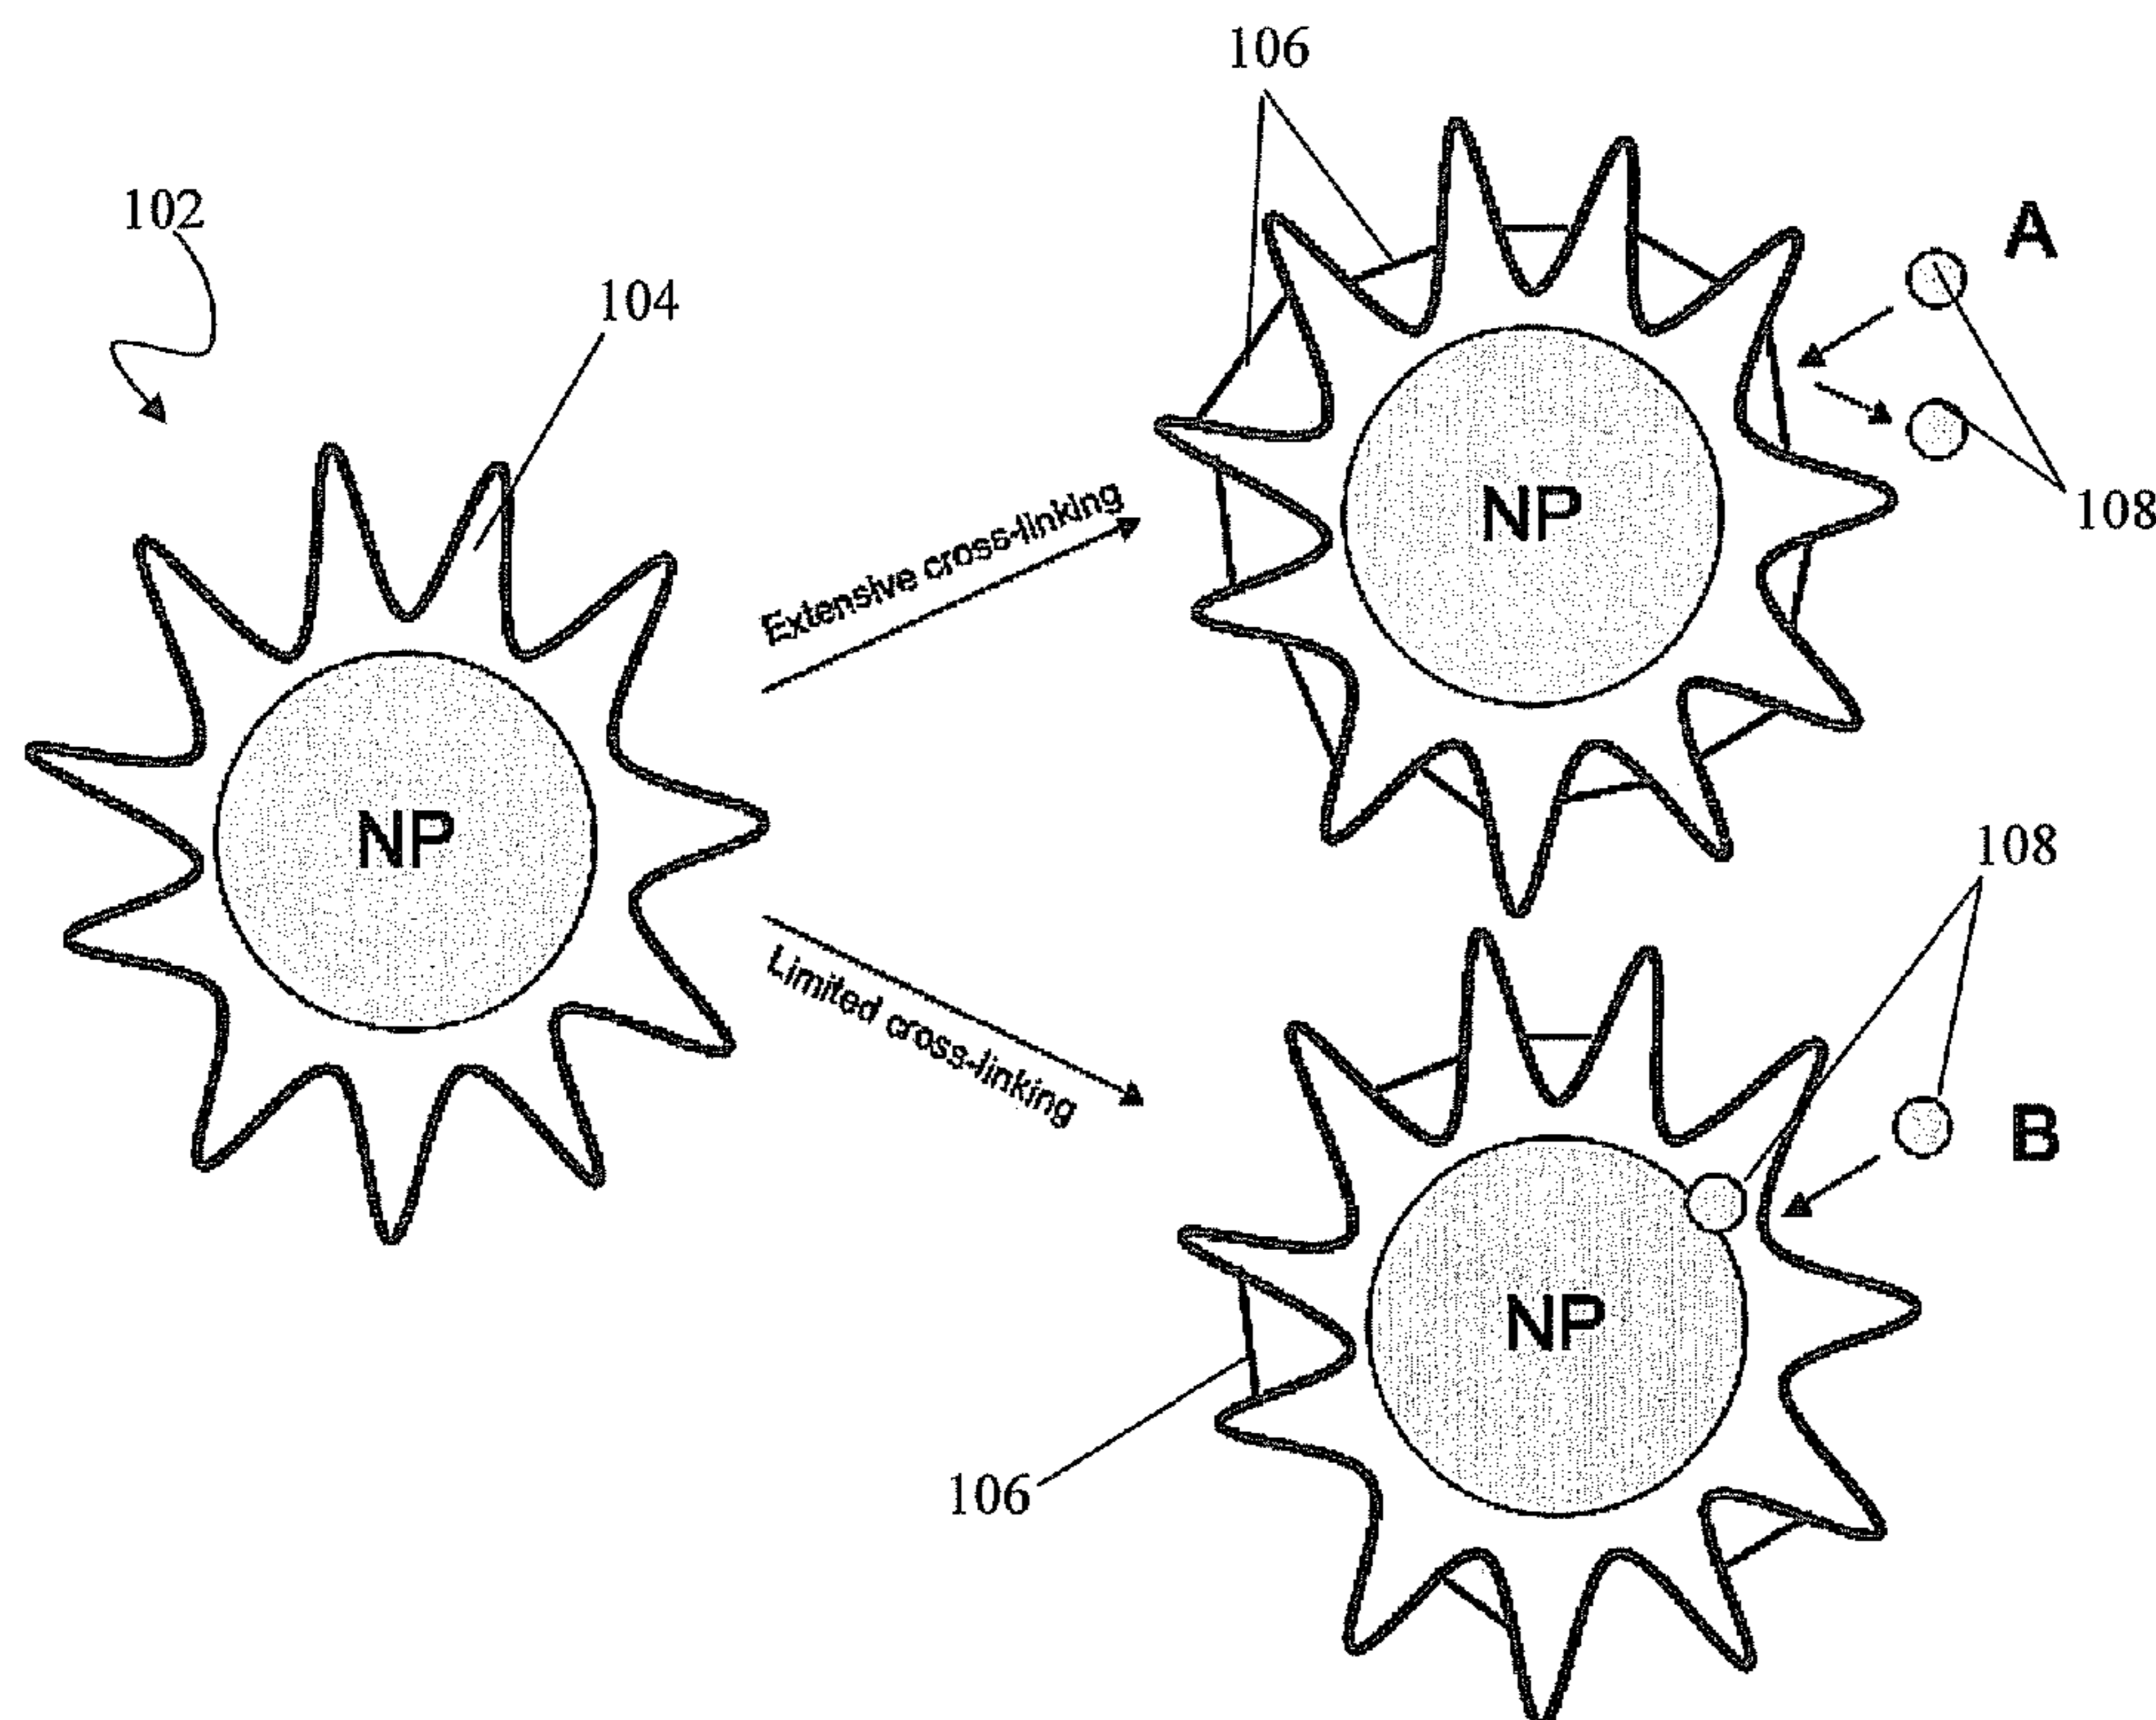 106
102
A
104
Extensive cross-linking
NP
108
NP
108
Limited cross-linking
B
NP
106